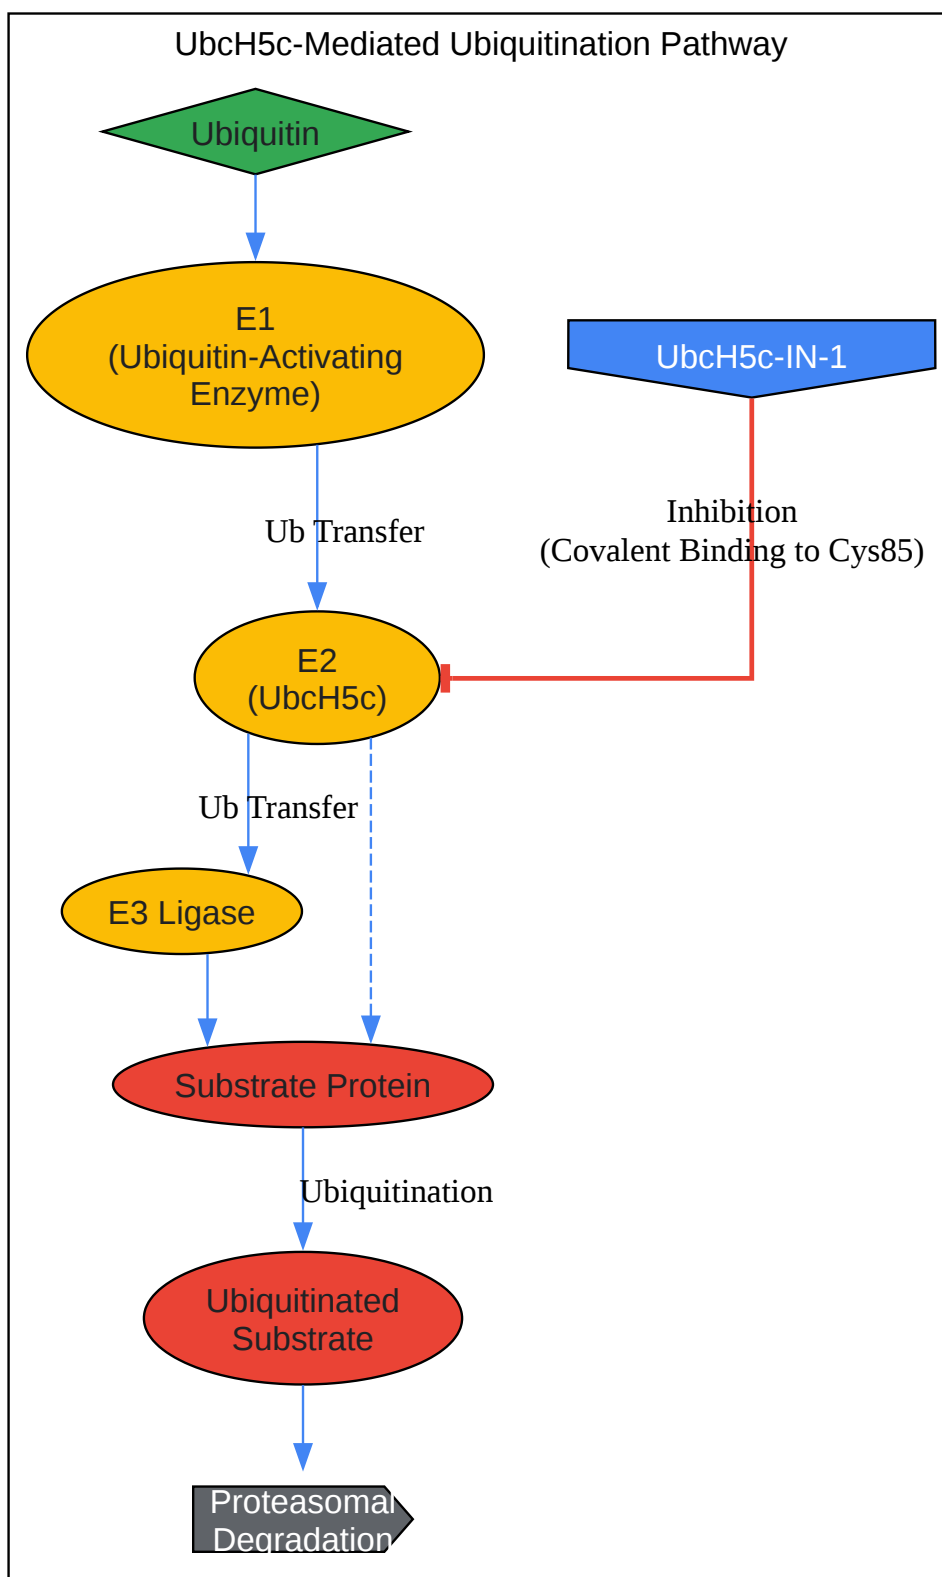 UbcH5c-Mediated Ubiquitination Pathway
Ubiquitin
E1
(Ubiquitin-Activating
Enzyme)
UbcH5c-IN-1
Inhibition
(Covalent Binding to Cys85)
Ub Transfer
E2
(UbcH5c)
Ub Transfer
E3 Ligase
Substrate Protein
Ubiquitination
Ubiquitinated
Substrate
Proteasomal
Degradation